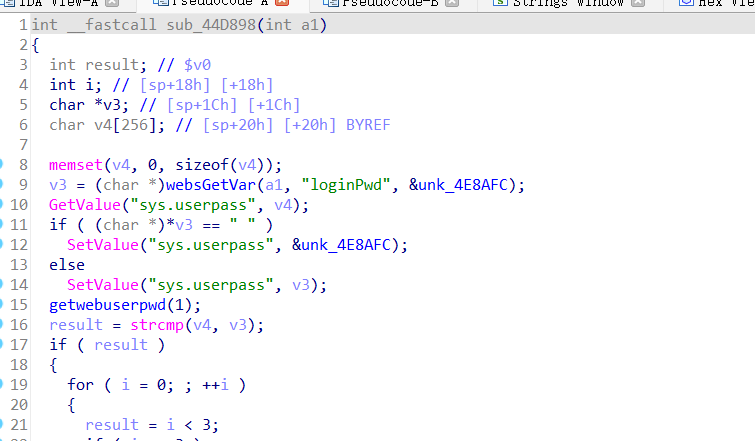 IDA View-A Pseudocode-A Pseudocode-B Strings window Hex Vie
1 int __fastcall sub_44D898(int a1)
2 {
3 int result; // $v0
4 int i; // [sp+18h] [+18h]
5 char *v3; // [sp+1Ch] [+1Ch]
6 char v4[256]; // [sp+20h] [+20h] BYREF
7
8 memset(v4, 0, sizeof(v4));
9 v3 = (char *)websGetVar(a1, "loginPwd", &unk_4E8AFC);
10 GetValue("sys.userpass", v4);
11 if ( (char *)*v3 == " " )
12 SetValue("sys.userpass", &unk_4E8AFC);
13 else
14 SetValue("sys.userpass", v3);
15 getwebuserpwd(1);
16 result = strcmp(v4, v3);
17 if ( result )
18 {
19 for ( i = 0; ; ++i )
20 {
21 result = i < 3;